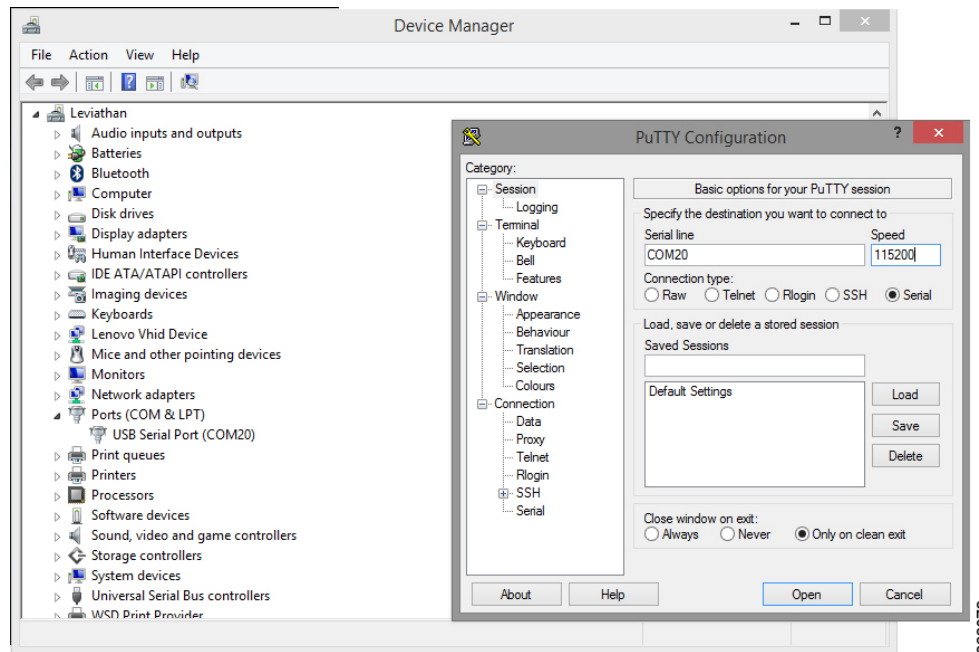 Device Manager
File Action View Help
Leviathan
Audio inputs and outputs
Batteries
Bluetooth
Computer
Disk drives
Display adapters
Human Interface Devices
IDE ATA/ATAPI controllers
Imaging devices
Keyboards
Lenovo Vhid Device
Mice and other pointing devices
Monitors
Network adapters
Ports (COM & LPT)
USB Serial Port (COM20)
Print queues
Printers
Processors
Software devices
Sound, video and game controllers
Storage controllers
System devices
Universal Serial Bus controllers
WSD Print Provider
PuTTY Configuration
Category:
Session
Logging
Terminal
Keyboard
Bell
Features
Window
Appearance
Behaviour
Translation
Selection
Colours
Connection
Data
Proxy
Telnet
Rlogin
SSH
Serial
Basic options for your PuTTY session
Specify the destination you want to connect to
Serial line Speed
COM20 115200
Connection type:
Raw Telnet Rlogin SSH Serial
Load, save or delete a stored session
Saved Sessions
Default Settings
Load
Save
Delete
Close window on exit:
Always Never Only on clean exit
About Help Open Cancel